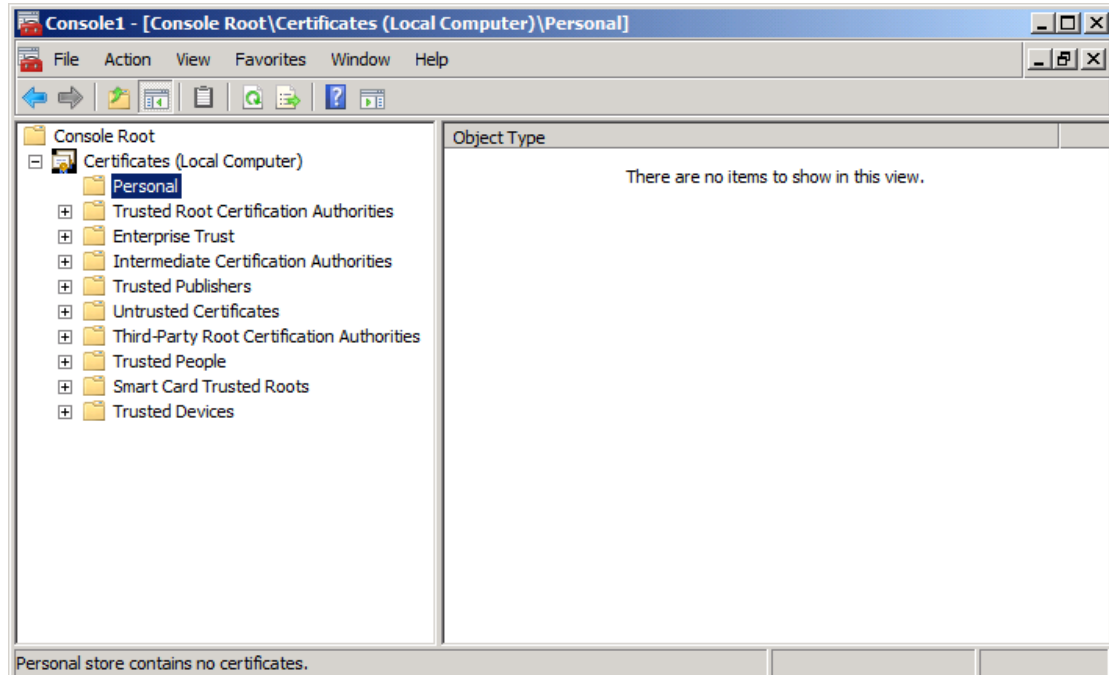 Console1 - [Console Root\Certificates (Local Computer)\Personal]
File Action View Favorites Window Help
Console Root
Certificates (Local Computer)
Personal
Trusted Root Certification Authorities
Enterprise Trust
Intermediate Certification Authorities
Trusted Publishers
Untrusted Certificates
Third-Party Root Certification Authorities
Trusted People
Smart Card Trusted Roots
Trusted Devices
Object Type
There are no items to show in this view.
Personal store contains no certificates.